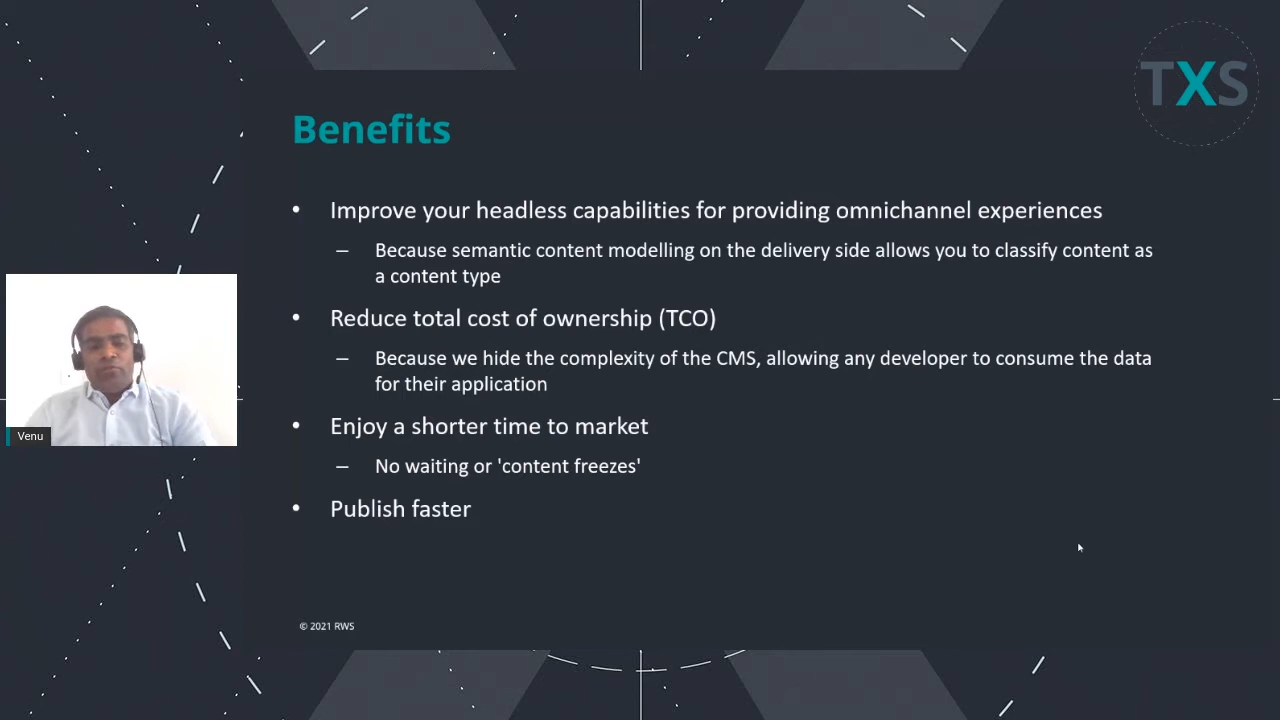 TXS
Benefits
• Improve your headless capabilities for providing omnichannel experiences
– Because semantic content modelling on the delivery side allows you to classify content as
a content type
• Reduce total cost of ownership (TCO)
– Because we hide the complexity of the CMS, allowing any developer to consume the data
for their application
• Enjoy a shorter time to market
– No waiting or 'content freezes'
• Publish faster
Venu
© 2021 RWS